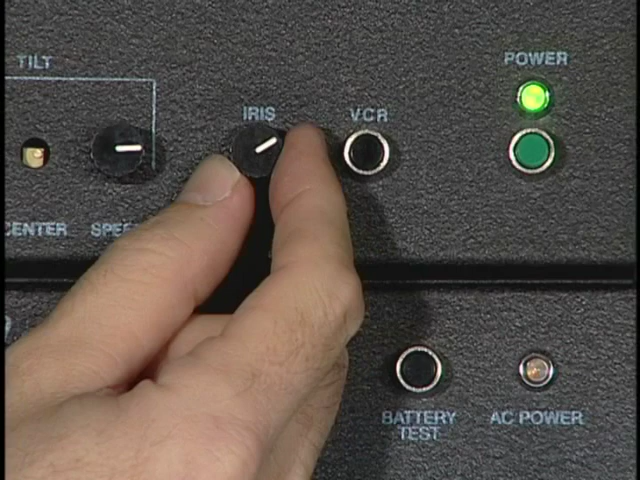 TILT
POWER
IRIS
VCR
CENTER
BATTERY
TEST
AC POWER